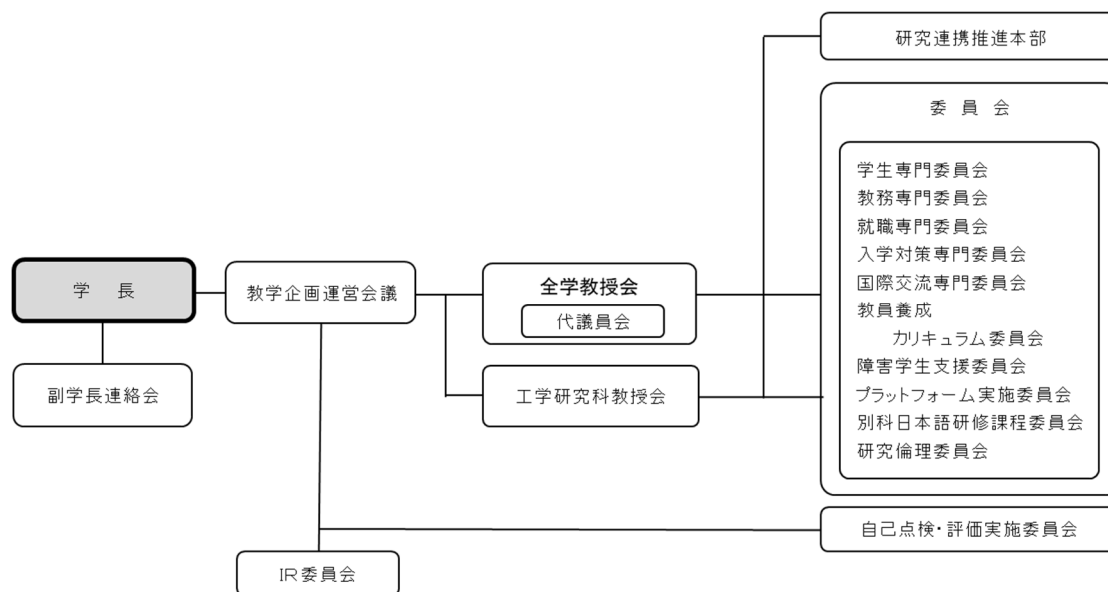 研究連携推進本部
委 員 会
学生専門委員会
教務専門委員会
就職専門委員会
入学対策専門委員会
国際交流専門委員会
教員養成
カリキュラム委員会
障害学生支援委員会
プラットフォーム実施委員会
別科日本語研修課程委員会
研究倫理委員会
学 長
教学企画運営会議
全学教授会
代議員会
副学長連絡会
工学研究科教授会
自己点検・評価実施委員会
IR委員会